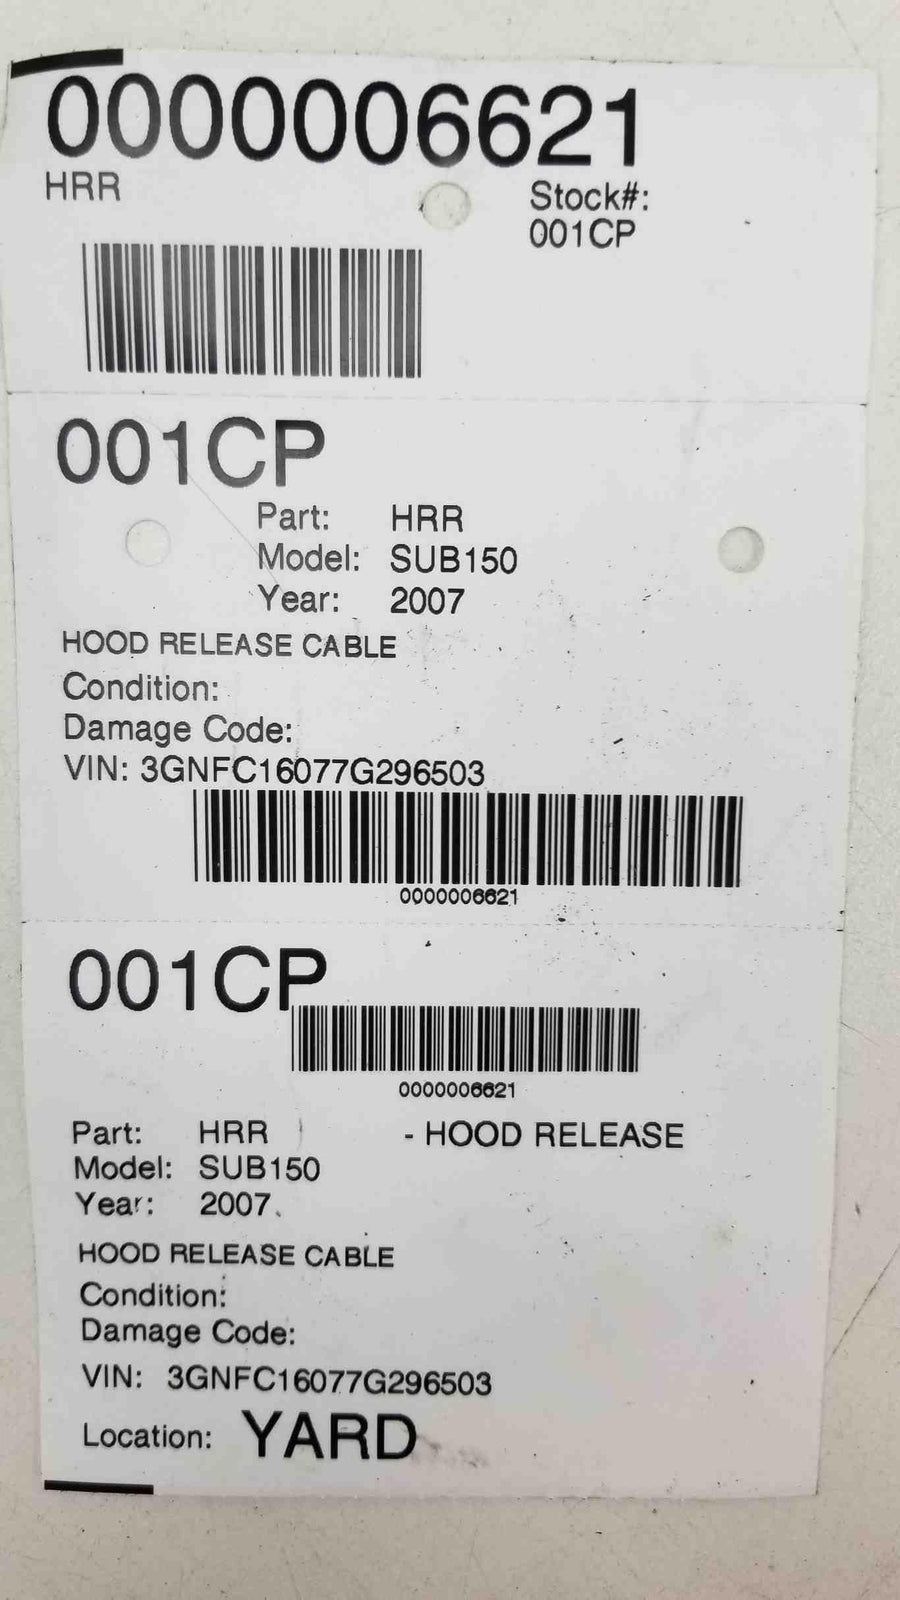 0000006621
HRR
Stock#:
001CP
001CP
Part: HRR
Model: SUB150
Year: 2007
HOOD RELEASE CABLE
Condition:
Damage Code:
VIN: 3GNFC16077G296503
0000006621
001CP
0000006621
Part: HRR - HOOD RELEASE
Model: SUB150
Year: 2007
HOOD RELEASE CABLE
Condition:
Damage Code:
VIN: 3GNFC16077G296503
Location: YARD